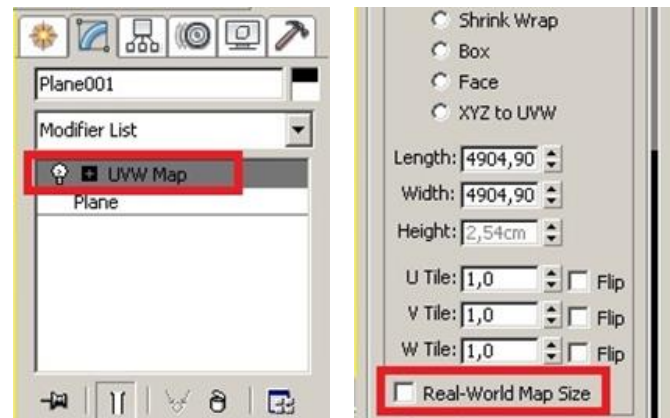 Plane001
Modifier List
UVW Map
Plane
Shrink Wrap
Box
Face
XYZ to UVW
Length: 4904,90
Width: 4904,90
Height: 2,54cm
U Tile: 1,0 Flip
V Tile: 1,0 Flip
W Tile: 1,0 Flip
Real-World Map Size